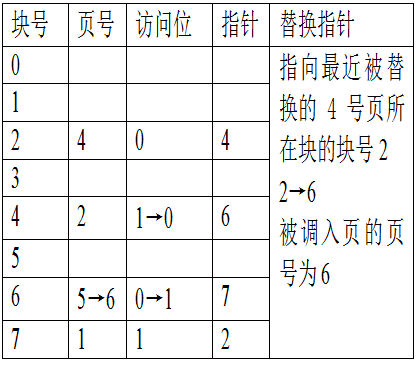 块号 页号 访问位 指针 替换指针
0
1
2 4 0 4
3
4 2 1→0 6
5
6 5→6 0→1 7
7 1 1 2
指向最近被替
换的 4 号页所
在块的块号 2
2→6
被调入页的页
号为 6